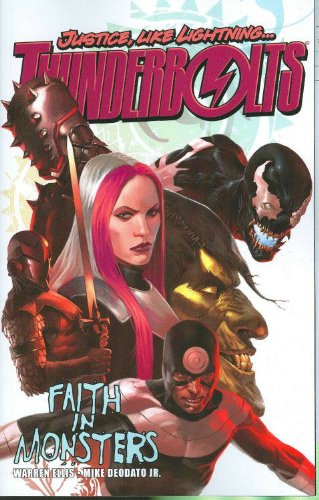 JUSTICE, LIKE LIGHTNING...
THUNDERBOLTS
FAITH
IN
MONSTERS
WARREN ELLIS - MIKE DEODATO JR.